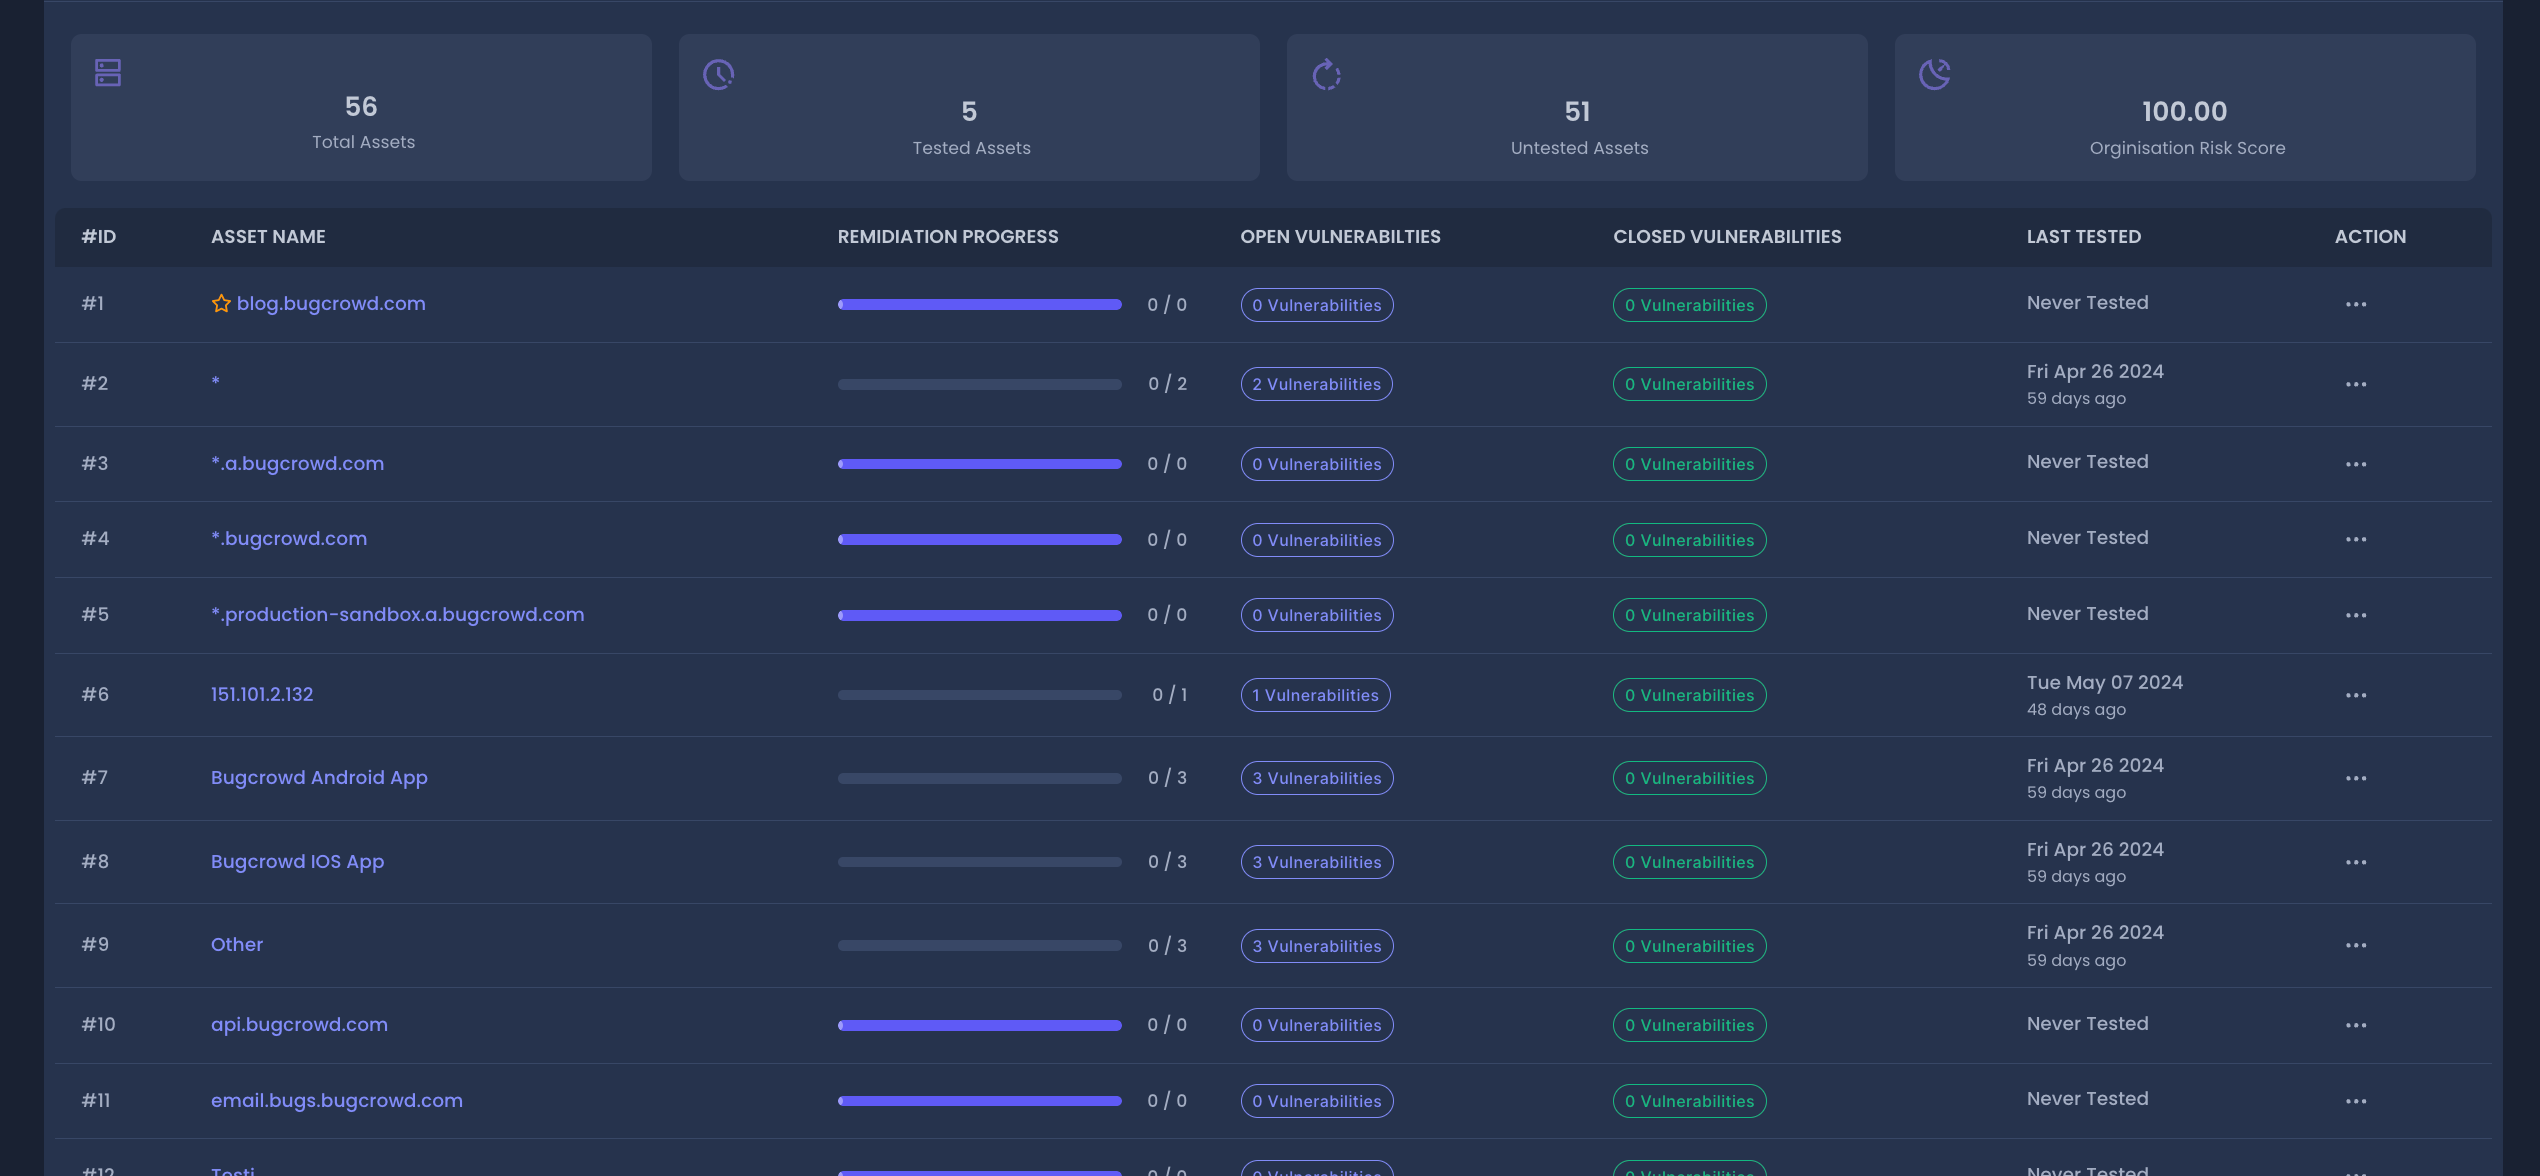 56
Total Assets
5
Tested Assets
51
Untested Assets
100.00
Orginisation Risk Score
#ID ASSET NAME REMIDIATION PROGRESS OPEN VULNERABILTIES CLOSED VULNERABILITIES LAST TESTED ACTION
#1 blog.bugcrowd.com 0 / 0 0 Vulnerabilities 0 Vulnerabilities Never Tested
#2 * 0 / 2 2 Vulnerabilities 0 Vulnerabilities Fri Apr 26 2024
59 days ago
#3 *.a.bugcrowd.com 0 / 0 0 Vulnerabilities 0 Vulnerabilities Never Tested
#4 *.bugcrowd.com 0 / 0 0 Vulnerabilities 0 Vulnerabilities Never Tested
#5 *.production-sandbox.a.bugcrowd.com 0 / 0 0 Vulnerabilities 0 Vulnerabilities Never Tested
#6 151.101.2.132 0 / 1 1 Vulnerabilities 0 Vulnerabilities Tue May 07 2024
48 days ago
#7 Bugcrowd Android App 0 / 3 3 Vulnerabilities 0 Vulnerabilities Fri Apr 26 2024
59 days ago
#8 Bugcrowd IOS App 0 / 3 3 Vulnerabilities 0 Vulnerabilities Fri Apr 26 2024
59 days ago
#9 Other 0 / 3 3 Vulnerabilities 0 Vulnerabilities Fri Apr 26 2024
59 days ago
#10 api.bugcrowd.com 0 / 0 0 Vulnerabilities 0 Vulnerabilities Never Tested
#11 email.bugs.bugcrowd.com 0 / 0 0 Vulnerabilities 0 Vulnerabilities Never Tested
#12 0 / 0 0 Vulnerabilities 0 Vulnerabilities Never Tested